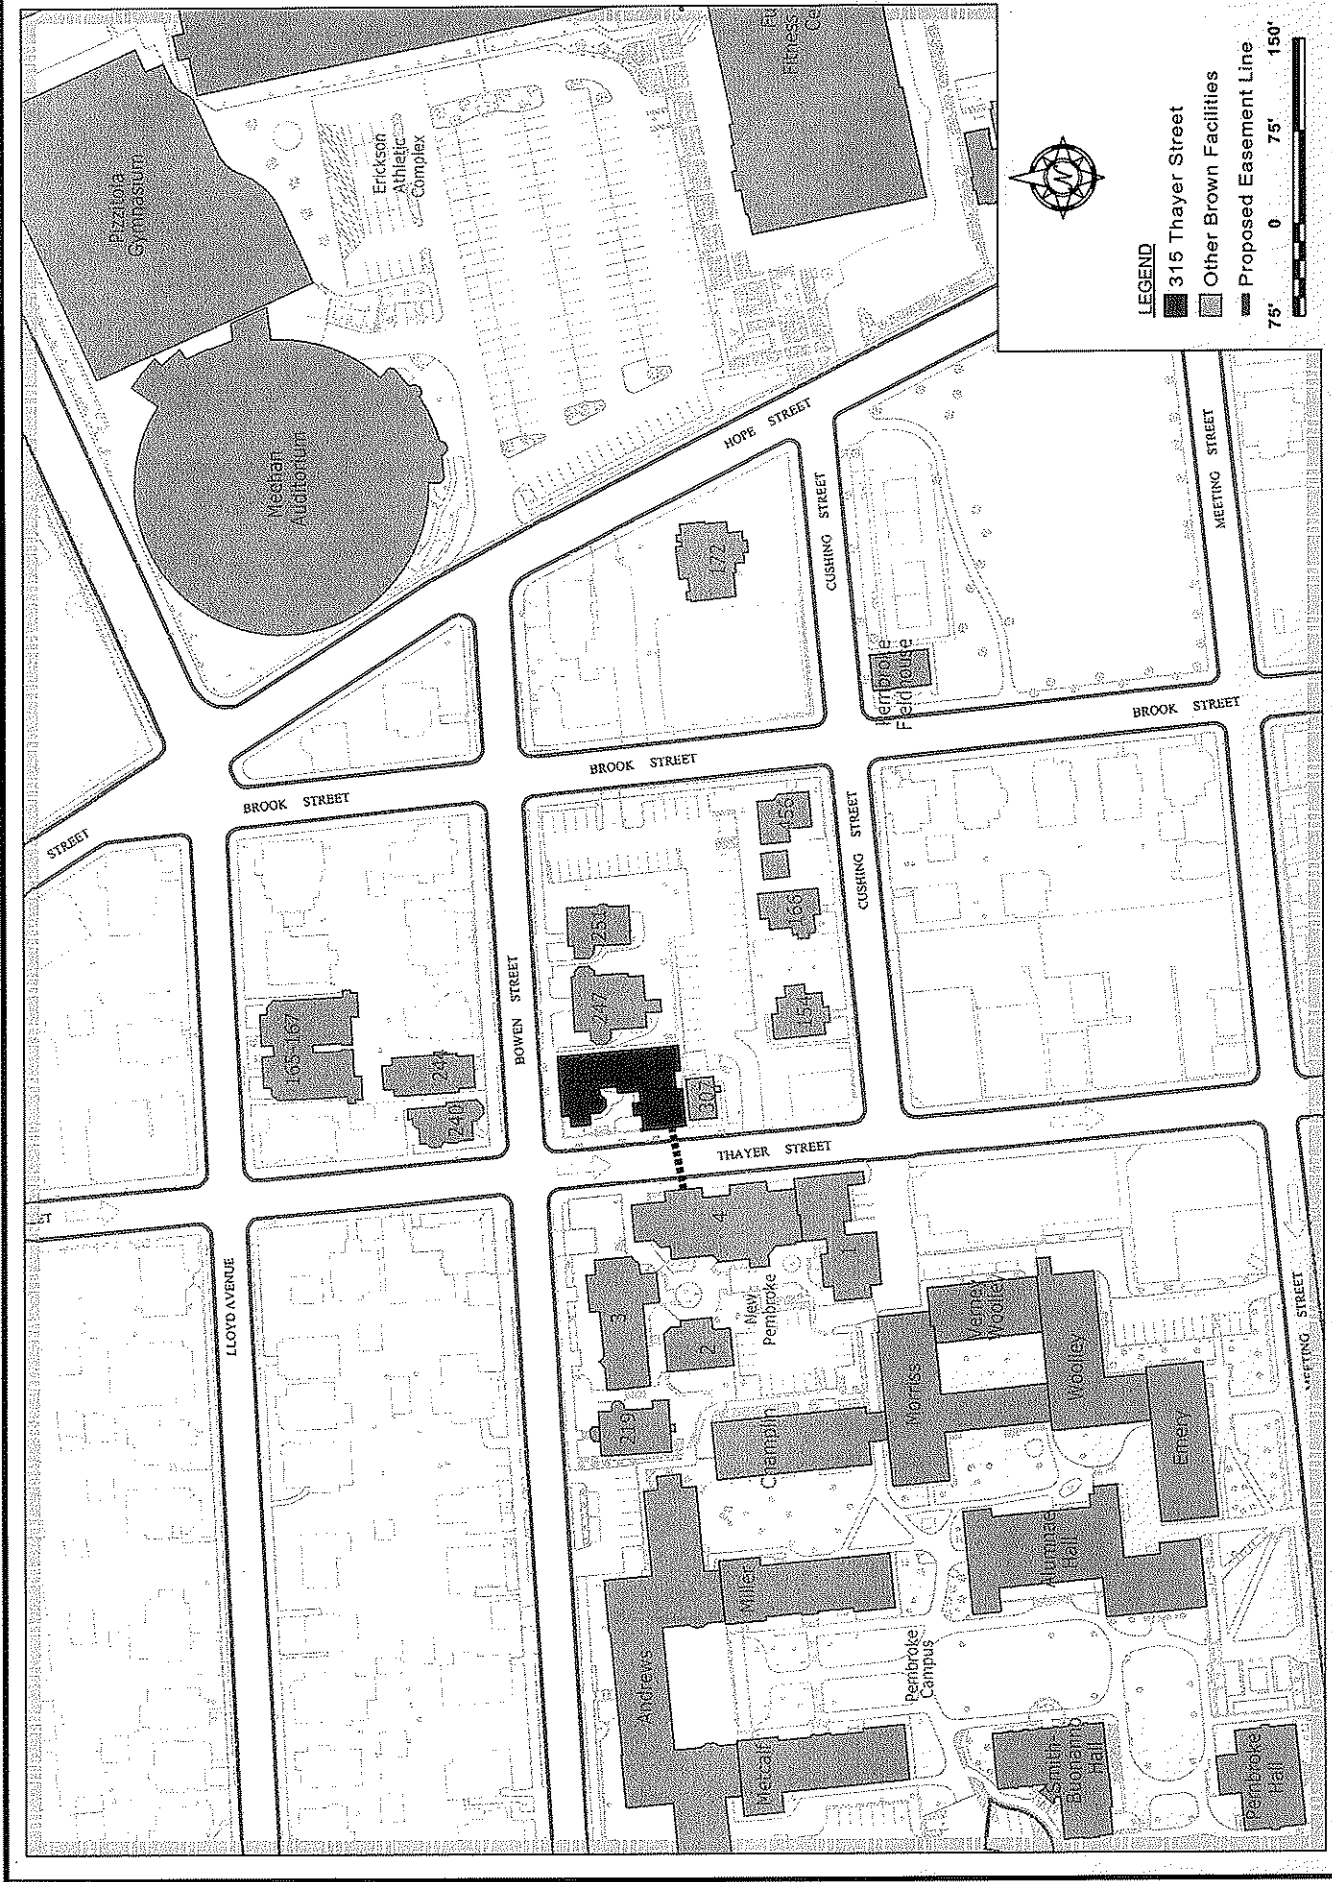 Pizzitola
Gymnasium
Erickson
Athletic
Complex
Fitness
Meehan
Auditorium
HOPE STREET
172
CUSHING STREET
MEETING STREET
Pembroke
Fieldhouse
STREET
BROOK STREET
BROOK STREET
BROOK STREET
165-167
244
240
BOWEN STREET
247
166
154
CUSHING STREET
307
THAYER STREET
LLOYD AVENUE
3
4
2
1
New
Pembroke
219
Champlin
Morriss
Verney
Woolley
Woolley
Emery
MEETING STREET
Andrews
Miller
Metcalf
Alumnae
Hall
Pembroke
Campus
Smith-
Buonanno
Hall
Pembroke
Hall
N
LEGEND
315 Thayer Street
Other Brown Facilities
Proposed Easement Line
75' 0 75' 150'